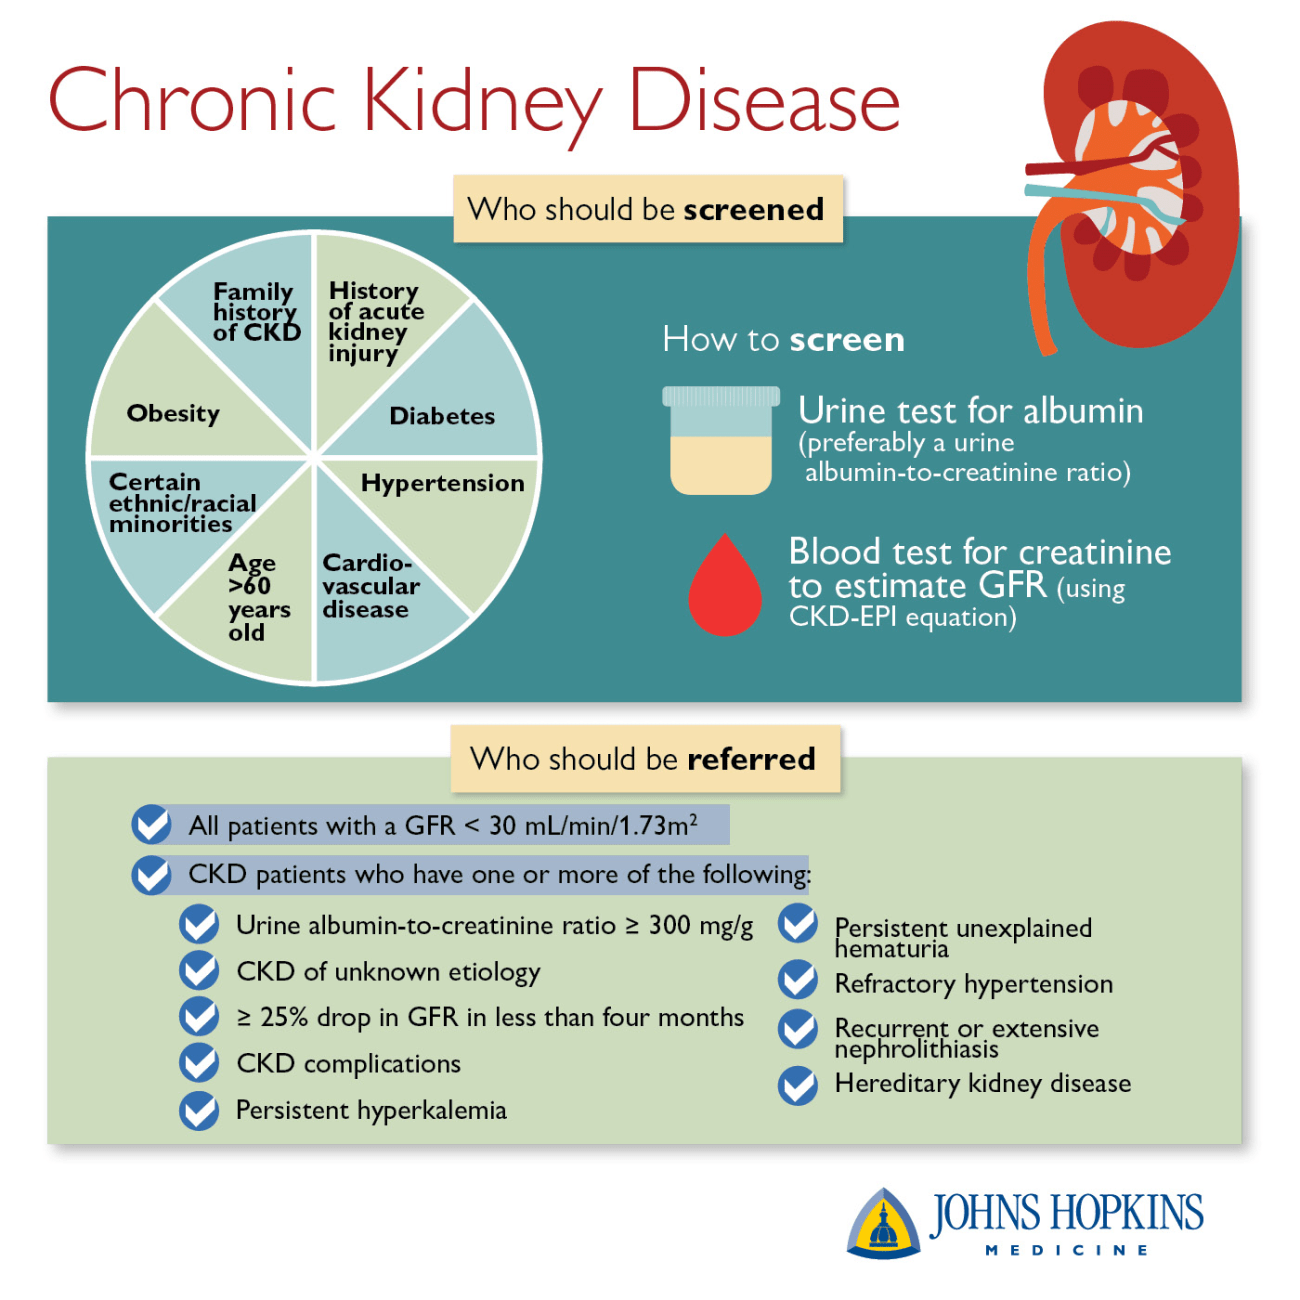 Chronic Kidney Disease
Who should be screened
Family
history
of CKD
History
of acute
kidney
injury
Obesity
Diabetes
Certain
ethnic/racial
minorities
Hypertension
Age
>60
years
old
Cardio-
vascular
disease
How to screen
Urine test for albumin
(preferably a urine
albumin-to-creatinine ratio)
Blood test for creatinine
to estimate GFR (using
CKD-EPI equation)
Who should be referred
All patients with a GFR < 30 mL/min/1.73m²
CKD patients who have one or more of the following:
Urine albumin-to-creatinine ratio ≥ 300 mg/g
CKD of unknown etiology
≥ 25% drop in GFR in less than four months
CKD complications
Persistent hyperkalemia
Persistent unexplained
hematuria
Refractory hypertension
Recurrent or extensive
nephrolithiasis
Hereditary kidney disease
JOHNS HOPKINS
MEDICINE